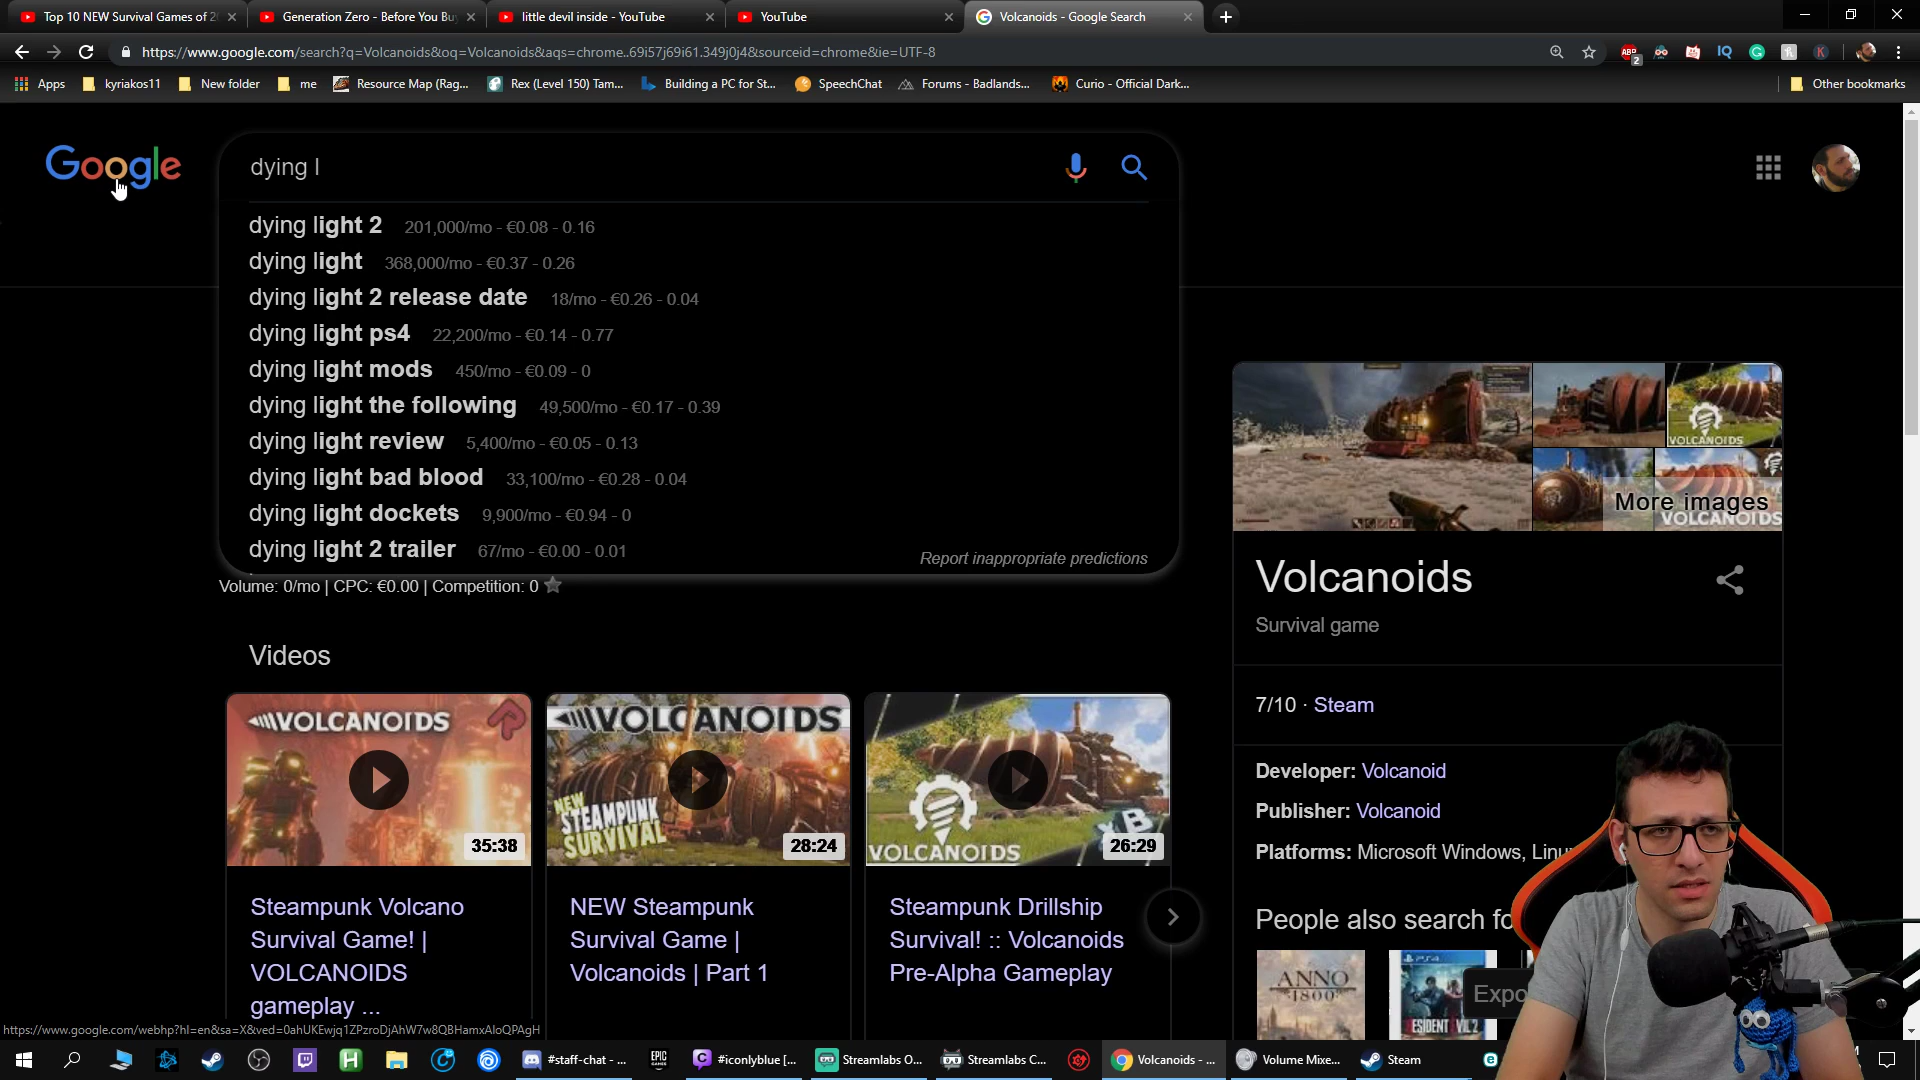 Top 10 NEW Survival Games of 2
Generation Zero - Before You Bu
little devil inside - YouTube
YouTube
Volcanoids - Google Search
https://www.google.com/search?q=Volcanoids&oq=Volcanoids&aqs=chrome..69i57j69i61.349j0j4&sourceid=chrome&ie=UTF-8
2
IQ
K
Apps
kyriakos11
New folder
me
Resource Map (Rag...
Rex (Level 150) Tam...
Building a PC for St...
SpeechChat
Forums - Badlands...
Curio - Official Dark...
Other bookmarks
Google
dying l
dying light 2 201,000/mo - €0.08 - 0.16
dying light 368,000/mo - €0.37 - 0.26
dying light 2 release date 18/mo - €0.26 - 0.04
dying light ps4 22,200/mo - €0.14 - 0.77
dying light mods 450/mo - €0.09 - 0
dying light the following 49,500/mo - €0.17 - 0.39
dying light review 5,400/mo - €0.05 - 0.13
dying light bad blood 33,100/mo - €0.28 - 0.04
dying light dockets 9,900/mo - €0.94 - 0
dying light 2 trailer 67/mo - €0.00 - 0.01
Report inappropriate predictions
Volume: 0/mo | CPC: €0.00 | Competition: 0
VOLCANOIDS
More images
VOLCANOIDS
Volcanoids
Survival game
7/10 · Steam
Developer: Volcanoid
Publisher: Volcanoid
Platforms: Microsoft Windows, Linu
People also search fo
ANNO
1800
PS4
RESIDENT EVIL 2
Expo
Videos
VOLCANOIDS
35:38
Steampunk Volcano
Survival Game! |
VOLCANOIDS
gameplay ...
VOLCANOIDS
NEW
STEAMPUNK
SURVIVAL
28:24
NEW Steampunk
Survival Game |
Volcanoids | Part 1
VOLCANOIDS
B
26:29
Steampunk Drillship
Survival! :: Volcanoids
Pre-Alpha Gameplay
https://www.google.com/webhp?hl=en&sa=X&ved=0ahUKEwjq1ZPzroDjAhW7w8QBHamxAloQPAgH
#staff-chat - ...
EPIC
GAMES
#iconlyblue [...
Streamlabs O...
Streamlabs C...
Volcanoids - ...
Volume Mixe...
Steam